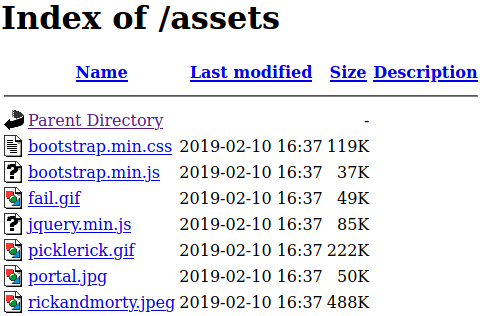 Index of /assets
Name Last modified Size Description
Parent Directory -
bootstrap.min.css 2019-02-10 16:37 119K
bootstrap.min.js 2019-02-10 16:37 37K
fail.gif 2019-02-10 16:37 49K
jquery.min.js 2019-02-10 16:37 85K
picklerick.gif 2019-02-10 16:37 222K
portal.jpg 2019-02-10 16:37 50K
rickandmorty.jpeg 2019-02-10 16:37 488K